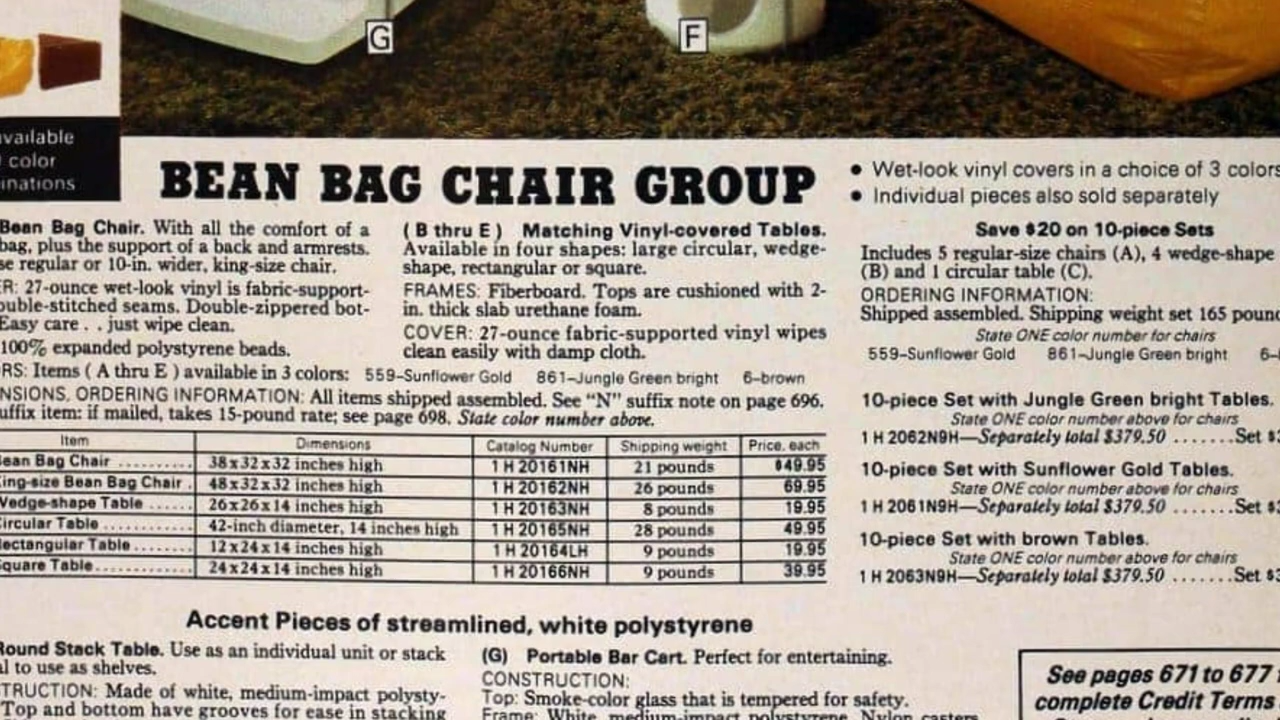 G
F
available
color
inations
BEAN BAG CHAIR GROUP
• Wet-look vinyl covers in a choice of 3 colors
• Individual pieces also sold separately
Bean Bag Chair. With all the comfort of a
bag, plus the support of a back and armrests.
se regular or 10-in. wider, king-size chair.
ER: 27-ounce wet-look vinyl is fabric-support-
ouble-stitched seams. Double-zippered bot-
Easy care . . just wipe clean.
100% expanded polystyrene beads.
( B thru E ) Matching Vinyl-covered Tables.
Available in four shapes: large circular, wedge-
shape, rectangular or square.
FRAMES: Fiberboard. Tops are cushioned with 2-
in. thick slab urethane foam.
COVER: 27-ounce fabric-supported vinyl wipes
clean easily with damp cloth.
RS: Items ( A thru E ) available in 3 colors: 559–Sunflower Gold 861–Jungle Green bright 6–brown
NSIONS, ORDERING INFORMATION: All items shipped assembled. See "N" suffix note on page 696.
uffix item: if mailed, takes 15-pound rate; see page 698. State color number above.
Item Dimensions Catalog Number Shipping weight Price, each
Bean Bag Chair .......... 38x32x32 inches high 1 H 20161NH 21 pounds $49.95
King-size Bean Bag Chair . 48x32x32 inches high 1 H 20162NH 26 pounds 69.95
Wedge-shape Table ...... 26x26x14 inches high 1 H 20163NH 8 pounds 19.95
Circular Table ............ 42-inch diameter, 14 inches high 1 H 20165NH 28 pounds 49.95
Rectangular Table ........ 12x24x14 inches high 1 H 20164LH 9 pounds 19.95
Square Table.............. 24x24x14 inches high 1 H 20166NH 9 pounds 39.95
Save $20 on 10-piece Sets
Includes 5 regular-size chairs (A), 4 wedge-shape
(B) and 1 circular table (C).
ORDERING INFORMATION:
Shipped assembled. Shipping weight set 165 pound
State ONE color number for chairs
559–Sunflower Gold 861–Jungle Green bright 6–
10-piece Set with Jungle Green bright Tables.
State ONE color number above for chairs
1 H 2062N9H—Separately total $379.50 .......Set $
10-piece Set with Sunflower Gold Tables.
State ONE color number above for chairs
1 H 2061N9H—Separately total $379.50 .......Set $
10-piece Set with brown Tables.
State ONE color number above for chairs
1 H 2063N9H—Separately total $379.50 .......Set $3
Accent Pieces of streamlined, white polystyrene
Round Stack Table. Use as an individual unit or stack
al to use as shelves.
TRUCTION: Made of white, medium-impact polysty-
Top and bottom have grooves for ease in stacking
(G) Portable Bar Cart. Perfect for entertaining.
CONSTRUCTION:
Top: Smoke-color glass that is tempered for safety.
Frame: White, medium-impact polystyrene. Nylon casters
See pages 671 to 677
complete Credit Terms